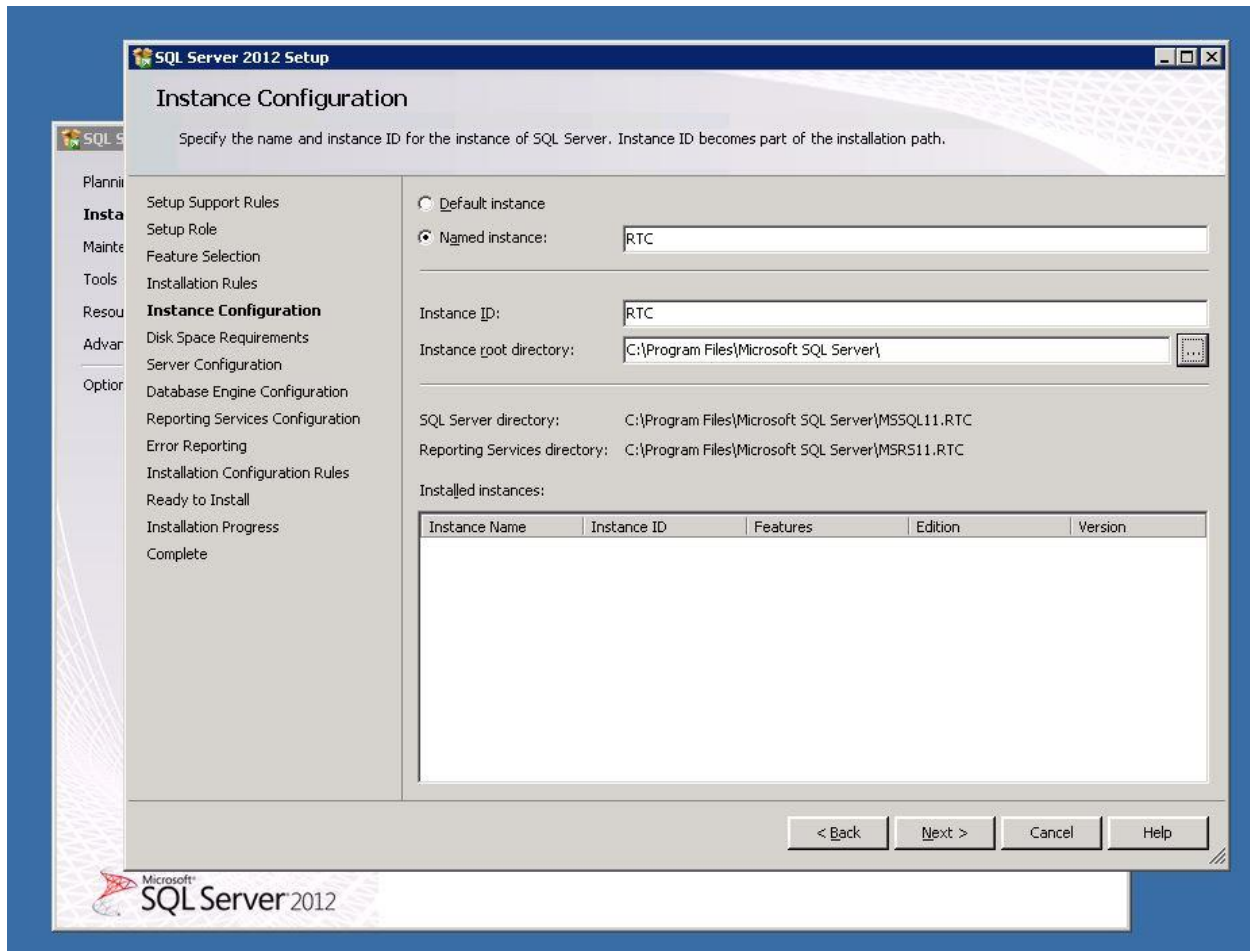 SQL Server 2012 Setup
Instance Configuration
Specify the name and instance ID for the instance of SQL Server. Instance ID becomes part of the installation path.
SQL S
Planni
Insta
Mainte
Tools
Resou
Advar
Option
Setup Support Rules
Setup Role
Feature Selection
Installation Rules
Instance Configuration
Disk Space Requirements
Server Configuration
Database Engine Configuration
Reporting Services Configuration
Error Reporting
Installation Configuration Rules
Ready to Install
Installation Progress
Complete
Default instance
Named instance: RTC
Instance ID: RTC
Instance root directory: C:\Program Files\Microsoft SQL Server\ ...
SQL Server directory: C:\Program Files\Microsoft SQL Server\MSSQL11.RTC
Reporting Services directory: C:\Program Files\Microsoft SQL Server\MSRS11.RTC
Installed instances:
Instance Name Instance ID Features Edition Version
< Back Next > Cancel Help
Microsoft®
SQL Server 2012